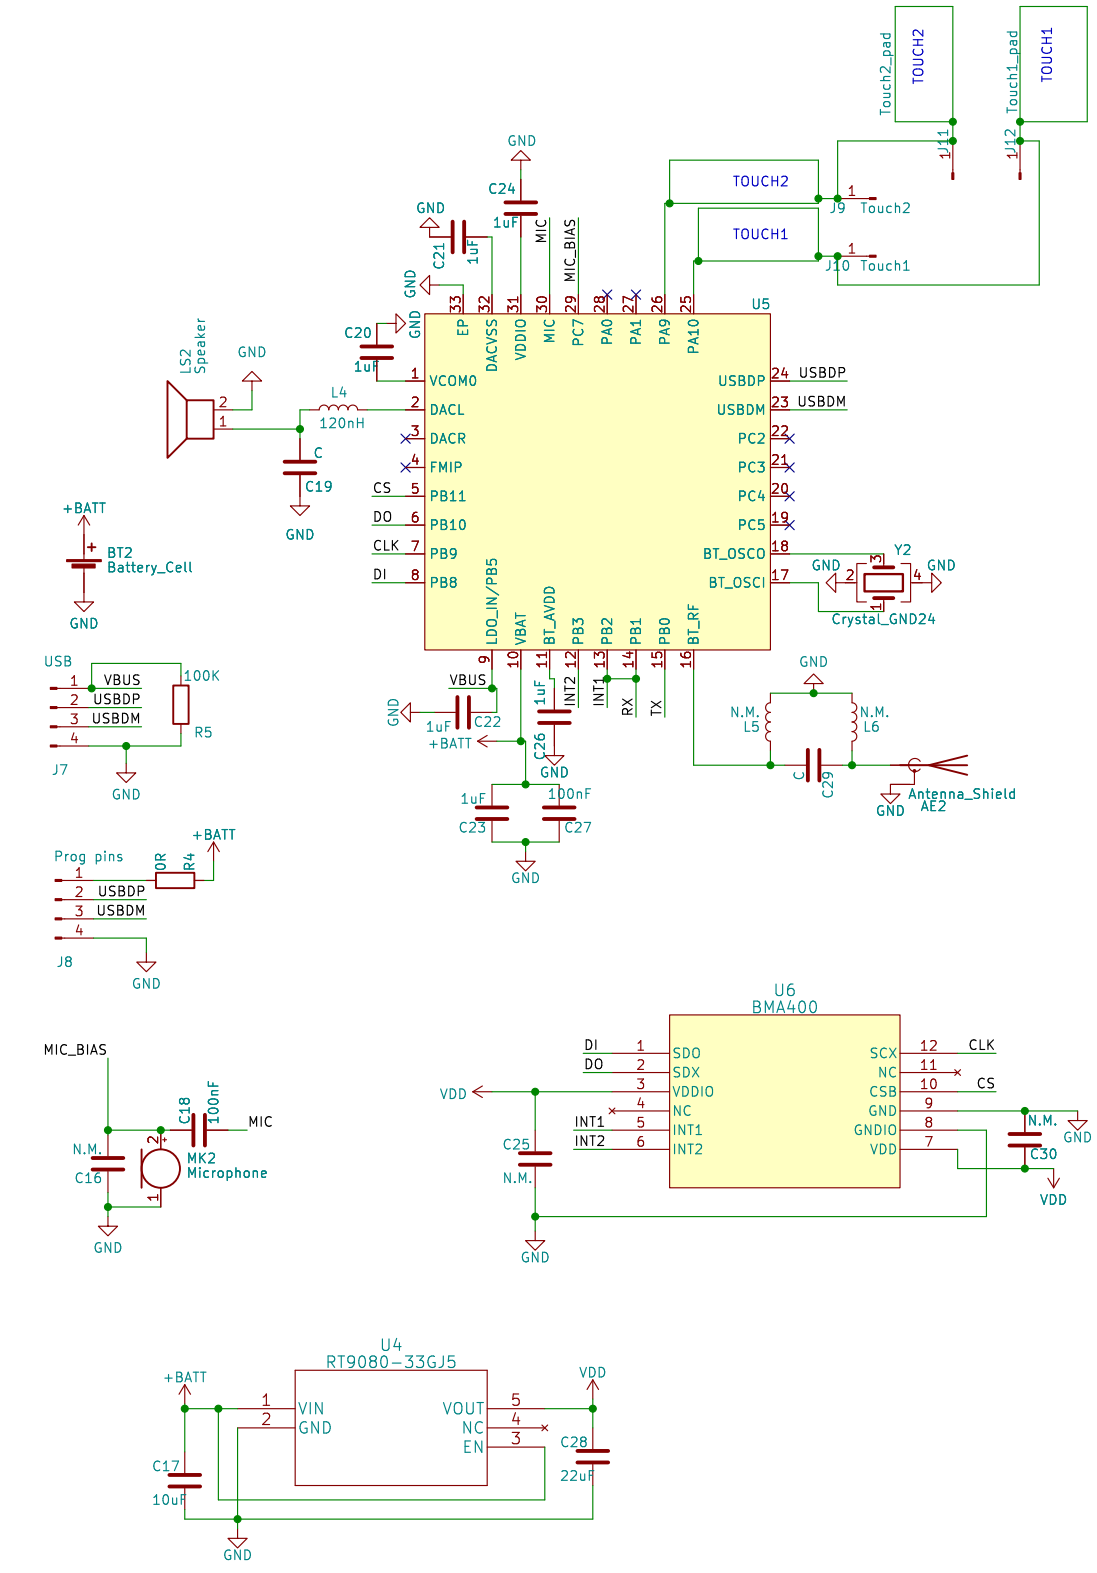 Touch2_pad
TOUCH2
Touch1_pad
TOUCH1
J11
1
J12
1
GND
C24
1uF
TOUCH2
1
J9 Touch2
GND
C21
1uF
MIC
MIC_BIAS
TOUCH1
1
J10 Touch1
GND
33
32
31
30
29
28
27
26
25
U5
EP
DACVSS
VDDIO
MIC
PC7
PA0
PA1
PA9
PA10
LS2
Speaker
GND
C20
GND
1uF
1 VCOM0
USBDP 24 USBDP
2
L4
2 DACL
USBDM 23 USBDM
1
120nH
3 DACR
PC2 22
C
4 FMIP
PC3 21
C19
CS 5 PB11
PC4 20
GND
DO 6 PB10
PC5 19
CLK 7 PB9
BT_OSCO 18
DI 8 PB8
BT_OSCI 17
Y2
GND
2
3
4
1
GND
Crystal_GND24
+BATT
+
BT2
Battery_Cell
GND
LDO_IN/PB5
VBAT
BT_AVDD
PB3
PB2
PB1
PB0
BT_RF
9
10
11
12
13
14
15
16
USB
1 VBUS
2 USBDP
3 USBDM
4
J7
100K
R5
GND
VBUS
GND
1uF
C22
+BATT
1uF
C26
GND
INT2
INT1
RX
TX
1uF
C23
100nF
C27
GND
GND
N.M.
L5
N.M.
L6
C
C29
GND
Antenna_Shield
AE2
+BATT
Prog pins
0R
R4
1
2 USBDP
3 USBDM
4
J8
GND
U6
BMA400
DI 1 SDO
SCX 12 CLK
DO 2 SDX
NC 11
VDD
3 VDDIO
CSB 10 CS
4 NC
GND 9
INT1 5 INT1
GNDIO 8
INT2 6 INT2
VDD 7
C25
N.M.
GND
N.M.
C30
GND
VDD
MIC_BIAS
C18
100nF
MIC
N.M.
C16
2
+
MK2
Microphone
1
GND
U4
RT9080-33GJ5
+BATT
VDD
1 VIN
VOUT 5
2 GND
NC 4
EN 3
C17
10uF
C28
22uF
GND